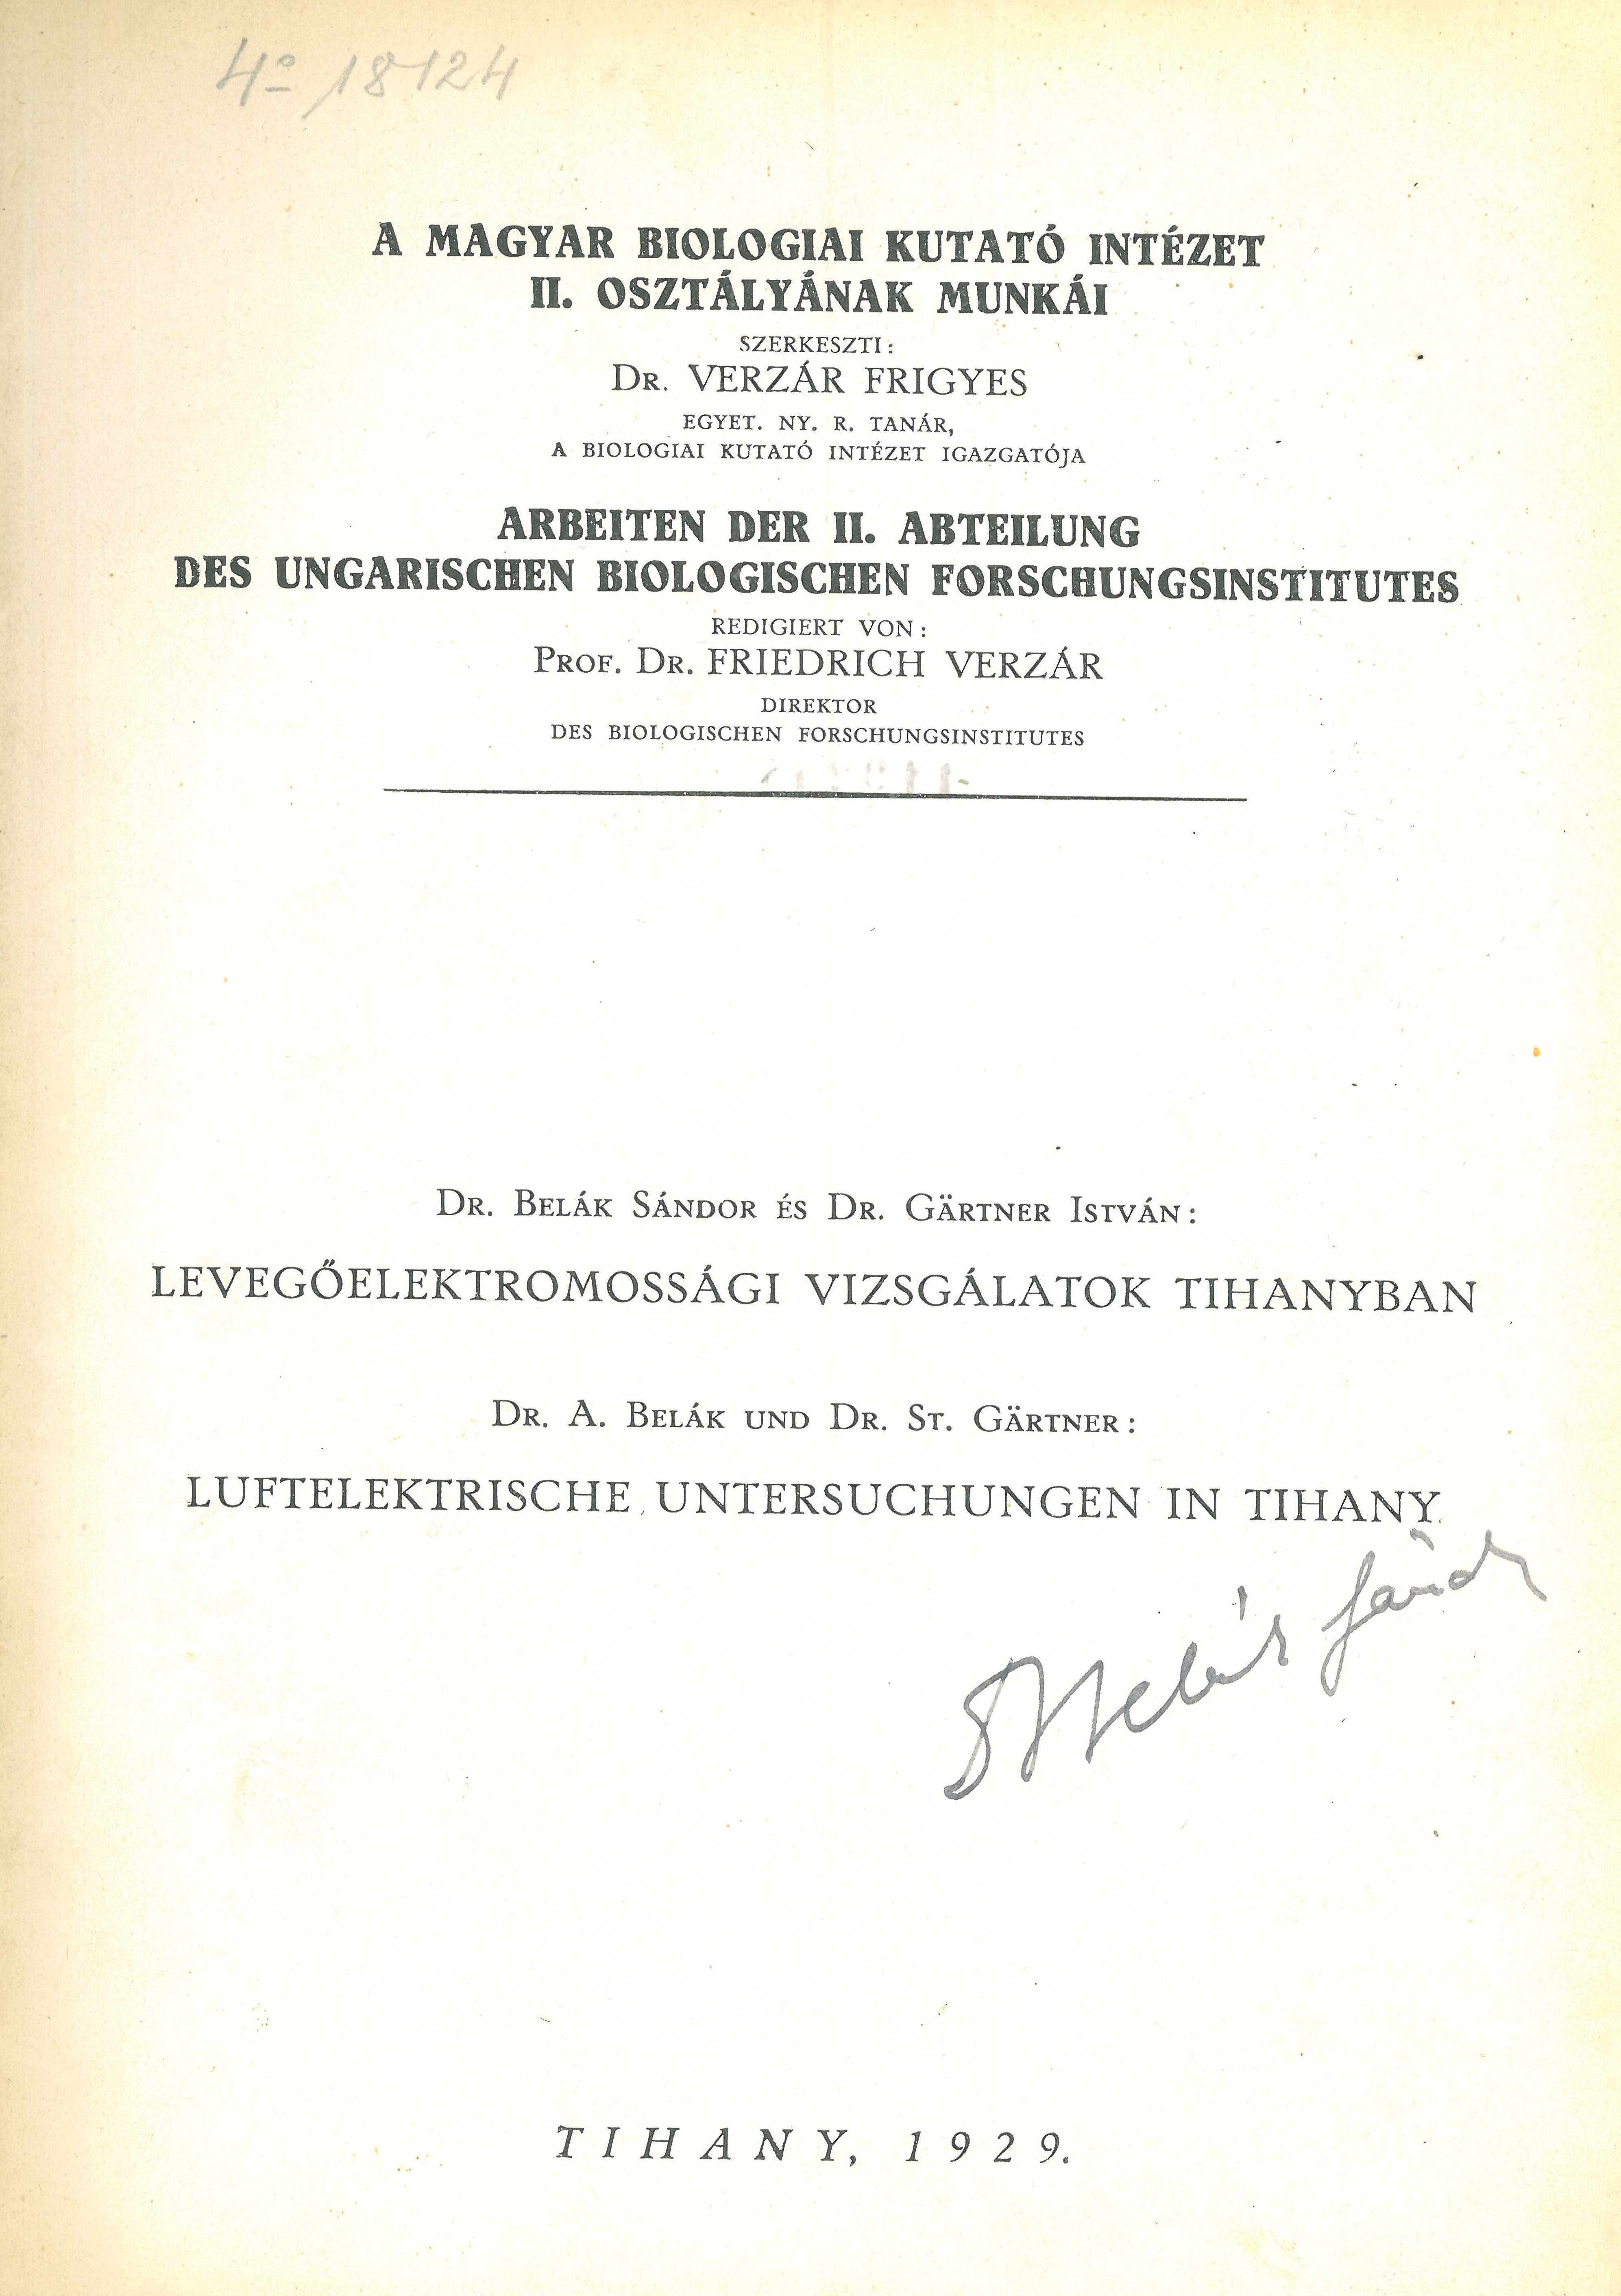 4° 18124
A MAGYAR BIOLOGIAI KUTATÓ INTÉZET
II. OSZTÁLYÁNAK MUNKÁI
SZERKESZTI:
DR. VERZÁR FRIGYES
EGYET. NY. R. TANÁR,
A BIOLOGIAI KUTATÓ INTÉZET IGAZGATÓJA
ARBEITEN DER II. ABTEILUNG
DES UNGARISCHEN BIOLOGISCHEN FORSCHUNGSINSTITUTES
REDIGIERT VON:
PROF. DR. FRIEDRICH VERZÁR
DIREKTOR
DES BIOLOGISCHEN FORSCHUNGSINSTITUTES
DR. BELÁK SÁNDOR ÉS DR. GÄRTNER ISTVÁN:
LEVEGŐELEKTROMOSSÁGI VIZSGÁLATOK TIHANYBAN
DR. A. BELÁK UND DR. ST. GÄRTNER:
LUFTELEKTRISCHE UNTERSUCHUNGEN IN TIHANY
Belák Sándor
TIHANY, 1929.